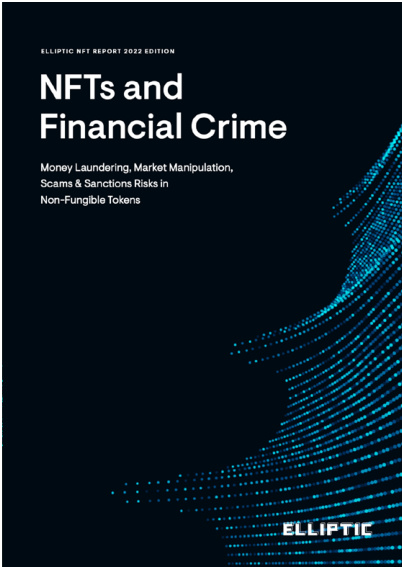 ELLIPTIC NFT REPORT 2022 EDITION
NFTs and
Financial Crime
Money Laundering, Market Manipulation,
Scams & Sanctions Risks in
Non-Fungible Tokens
ELLIPTIC